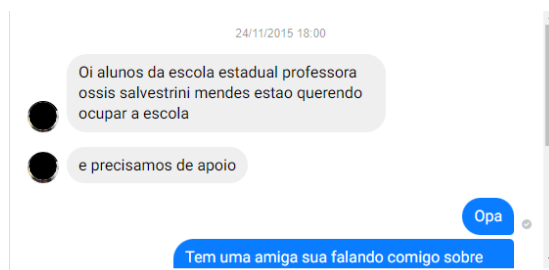 24/11/2015 18:00
Oi alunos da escola estadual professora
ossis salvestrini mendes estao querendo
ocupar a escola
e precisamos de apoio
Opa
Tem uma amiga sua falando comigo sobre